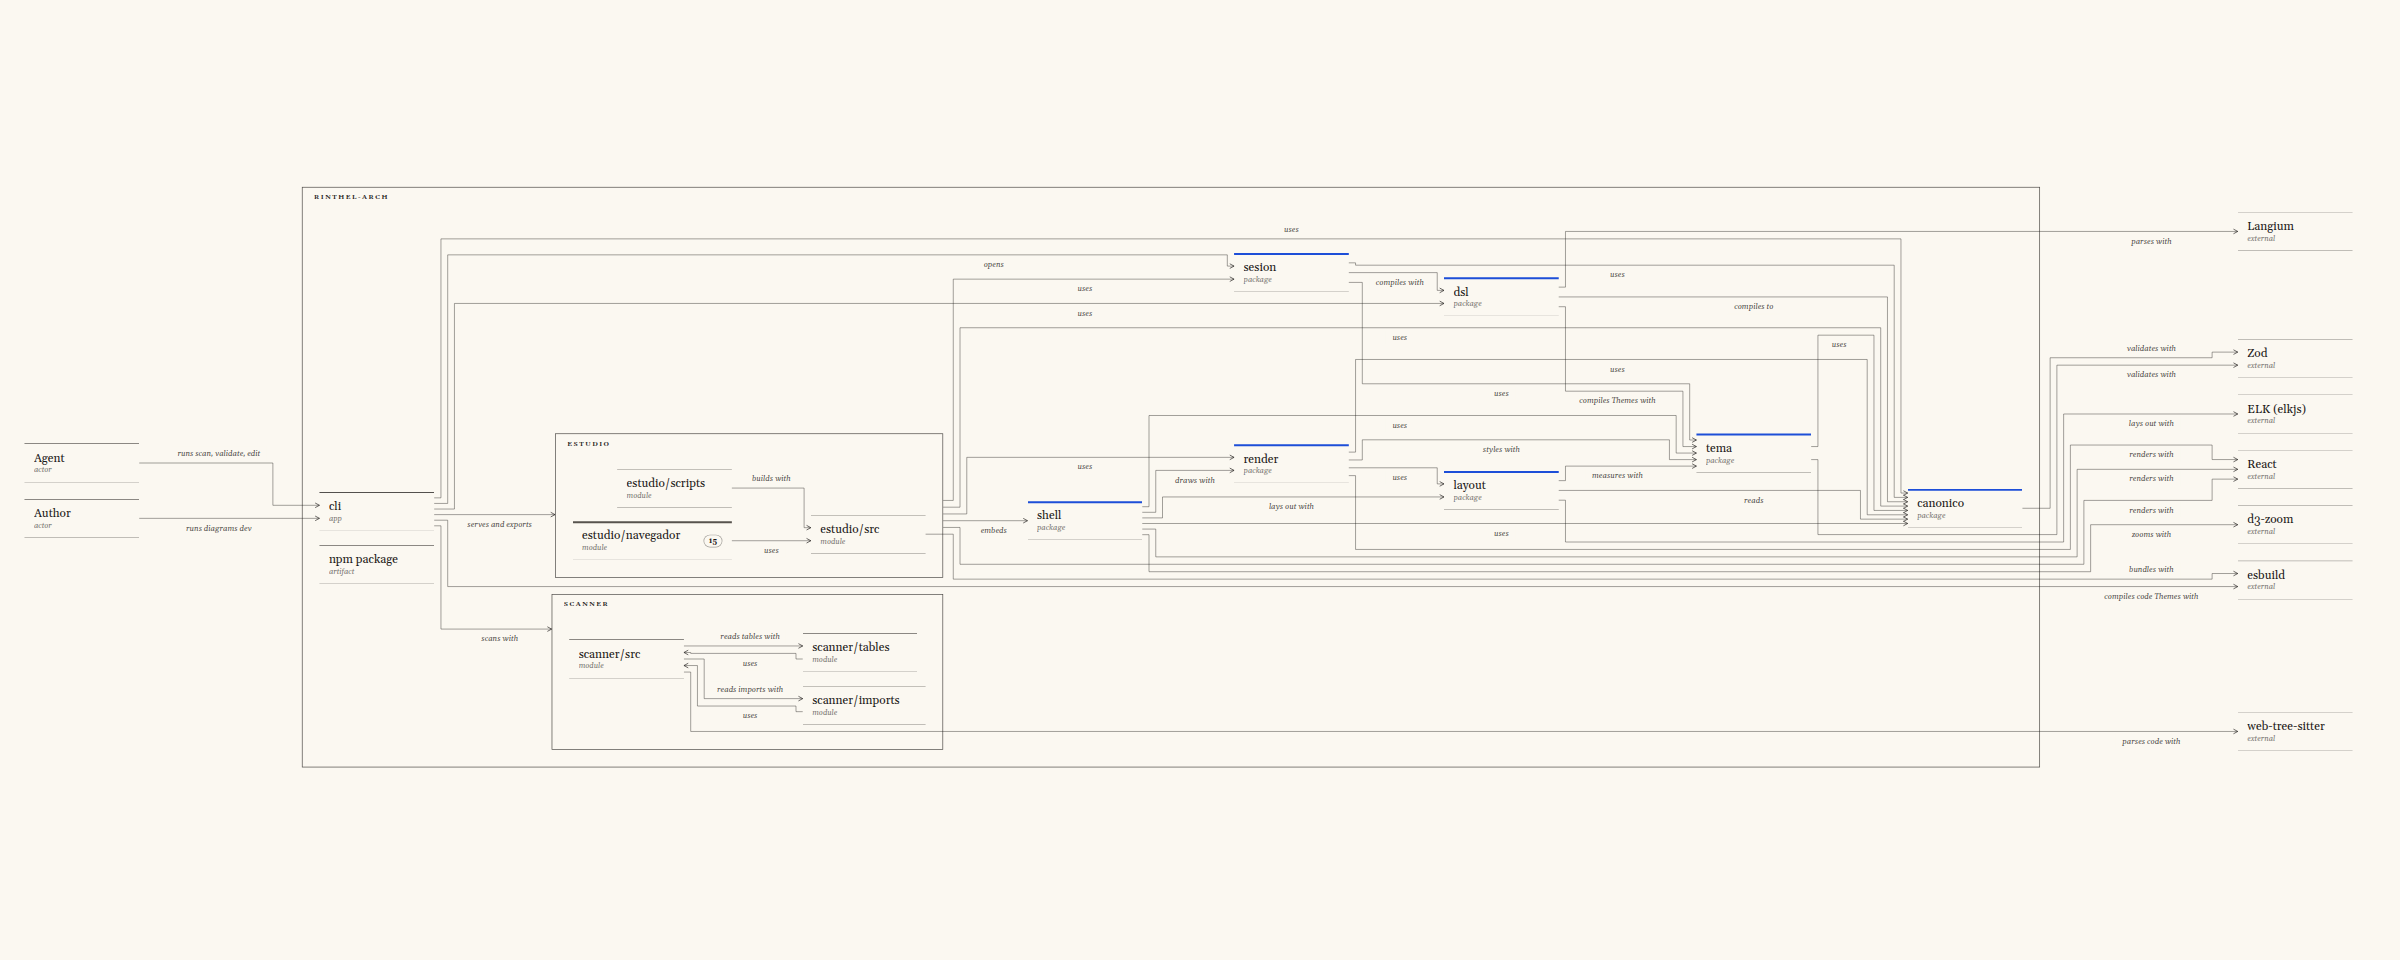 RINTHEL-ARCH
uses
Langium
external
parses with
opens
sesion
package
uses
compiles with
uses
dsl
package
compiles to
uses
uses
uses
validates with
Zod
external
validates with
uses
uses
compiles Themes with
ELK (elkjs)
external
lays out with
uses
ESTUDIO
styles with
tema
package
renders with
React
external
renders with
Agent
actor
runs scan, validate, edit
estudio/scripts
module
builds with
uses
render
package
draws with
uses
layout
package
measures with
reads
canonico
package
renders with
Author
actor
runs diagrams dev
cli
app
serves and exports
lays out with
shell
package
embeds
estudio/navegador
module
15
uses
estudio/src
module
uses
d3-zoom
external
zooms with
npm package
artifact
bundles with
esbuild
external
compiles code Themes with
SCANNER
scans with
scanner/src
module
reads tables with
uses
scanner/tables
module
reads imports with
uses
scanner/imports
module
web-tree-sitter
external
parses code with